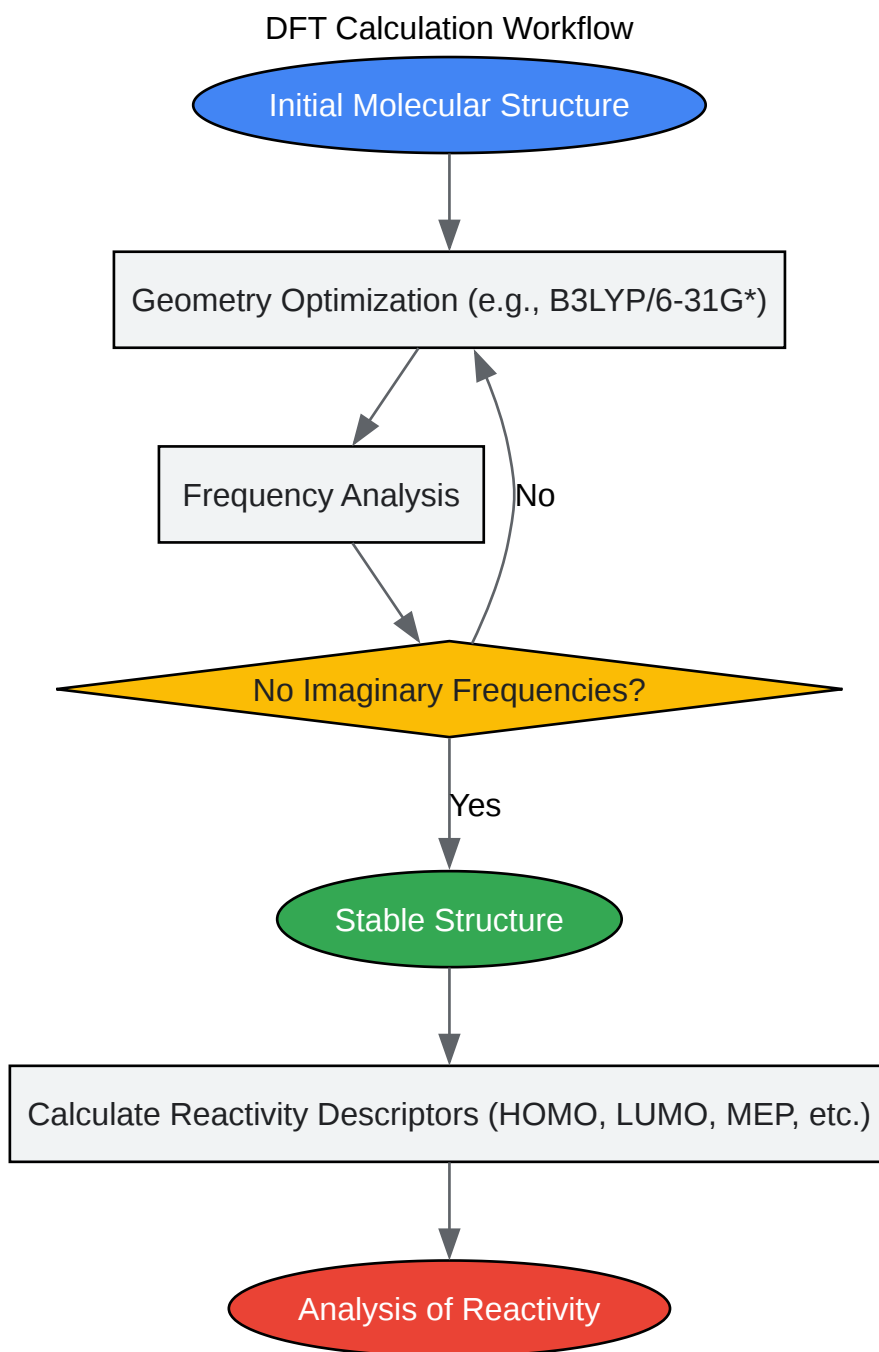 DFT Calculation Workflow
Initial Molecular Structure
Geometry Optimization (e.g., B3LYP/6-31G*)
Frequency Analysis
No
No Imaginary Frequencies?
Yes
Stable Structure
Calculate Reactivity Descriptors (HOMO, LUMO, MEP, etc.)
Analysis of Reactivity